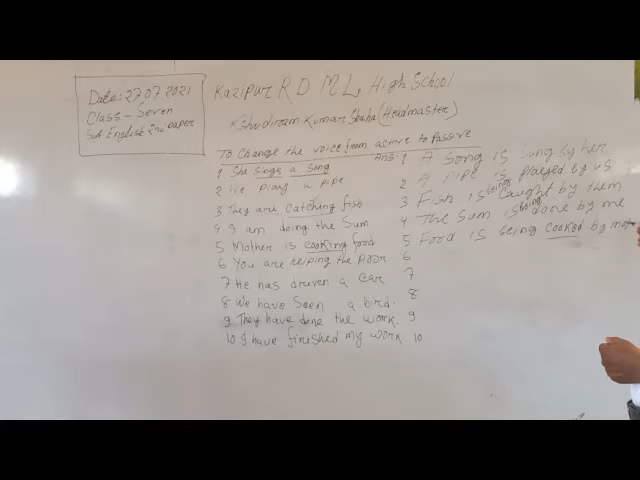 Date: 27.07.2021
Class - Seven
Sub English 2nd paper
Kazipur R D M L High School
Kshudiram Kumar Shaha (Headmaster)
To change the voice from active to Passive
1 She sings a song
2 We play a pipe
3 They are catching fish
4 I am doing the Sum
5 Mother is cooking food
6 You are helping the poor
7 He has driven a car
8 We have seen a bird.
9 They have done the work.
10 I have finished my work.
Ans: 1 A song is sung by her
2 A Pipe is played by us
3 Fish is being caught by them
4 The Sum is being done by me
5 Food is being cooked by
6
7
8
9
10